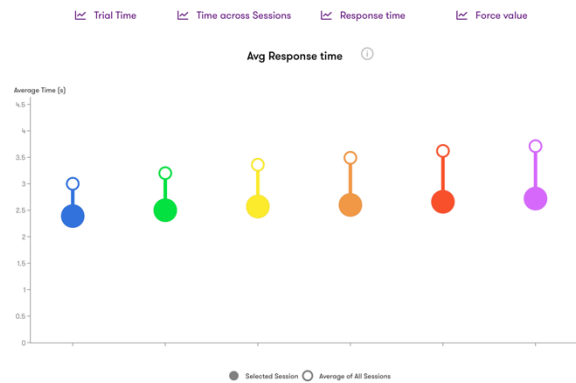 Trial Time Time across Sessions Response time Force value
Avg Response time
Average Time (s)
4.5
4
3.5
3
2.5
2
1.5
1
0.5
0
Selected Session Average of All Sessions